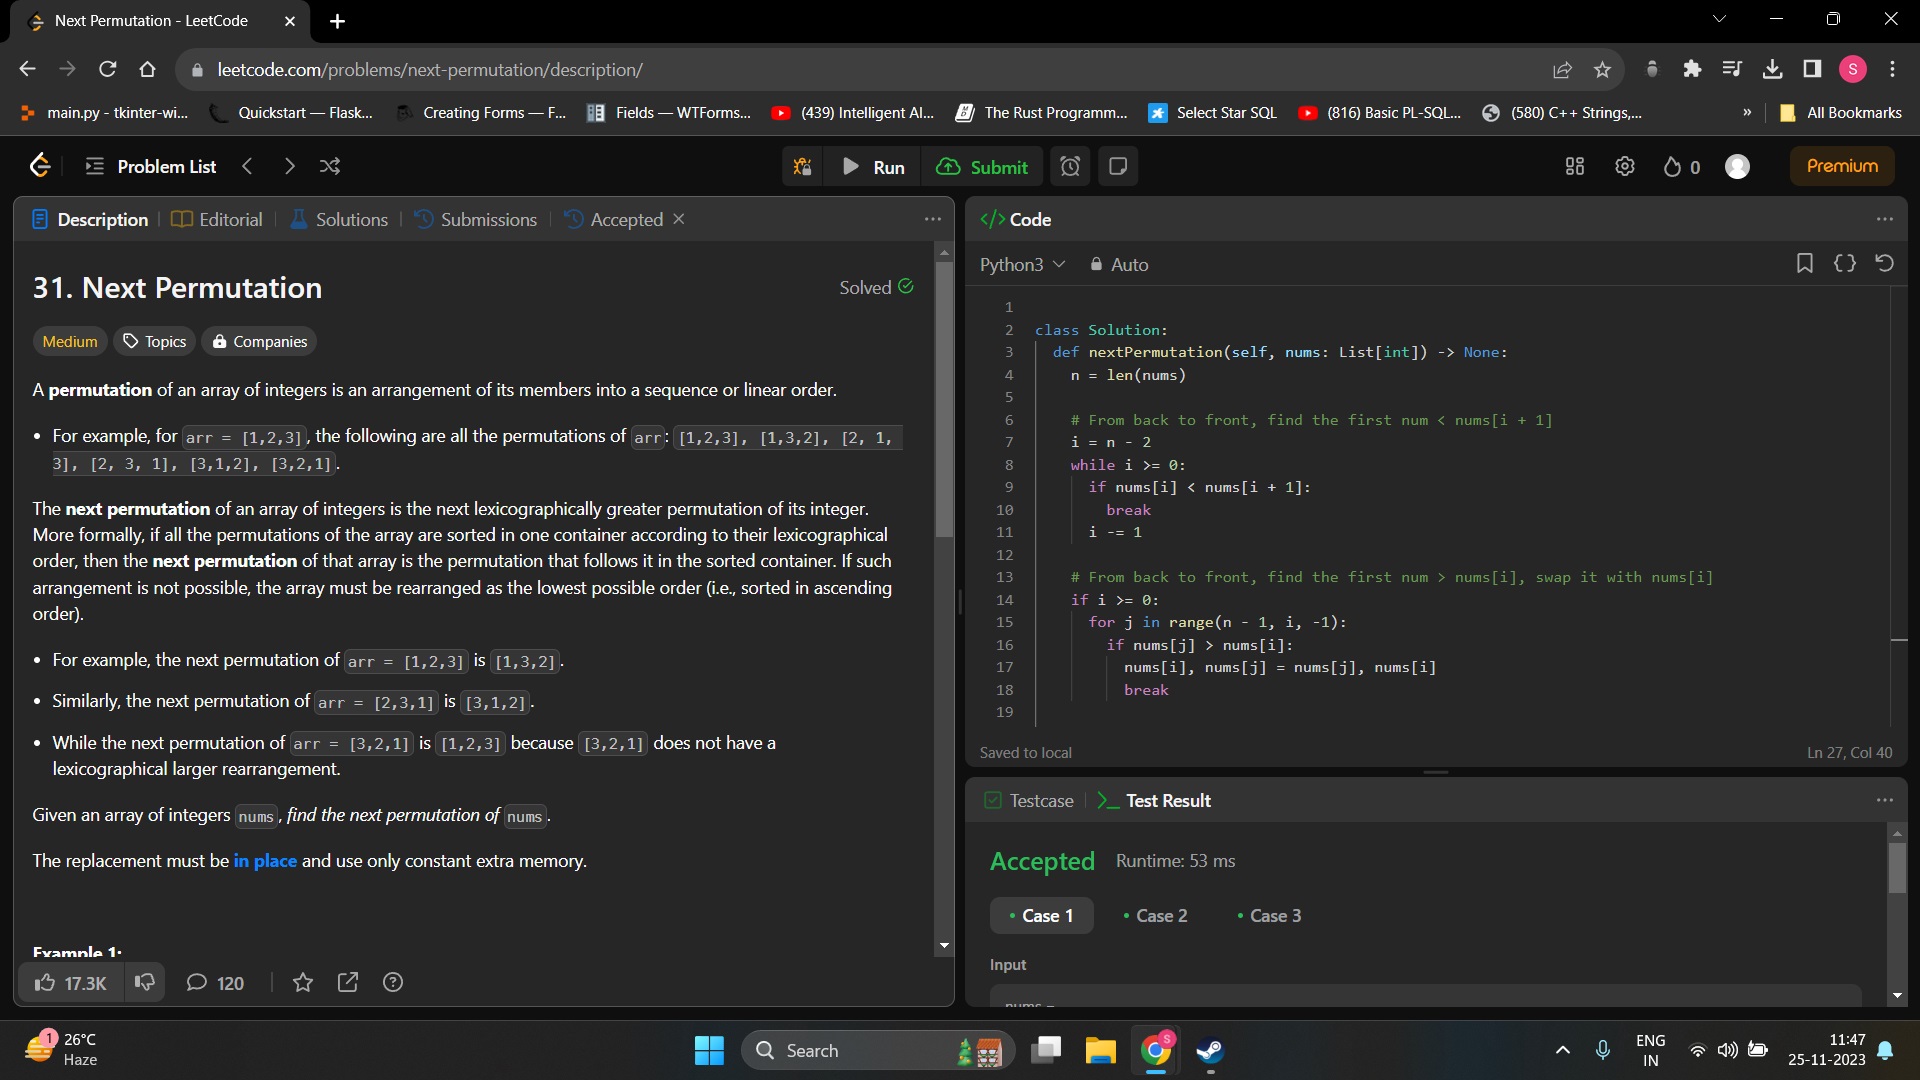 Next Permutation - LeetCode
leetcode.com/problems/next-permutation/description/
S
main.py - tkinter-wi...
Quickstart — Flask...
Creating Forms — F...
Fields — WTForms...
(439) Intelligent Al...
The Rust Programm...
Select Star SQL
(816) Basic PL-SQL...
(580) C++ Strings,...
»
All Bookmarks
Problem List
Run
Submit
0
Premium
Description
Editorial
Solutions
Submissions
Accepted
31. Next Permutation
Solved
Medium
Topics
Companies
A permutation of an array of integers is an arrangement of its members into a sequence or linear order.
• For example, for arr = [1,2,3], the following are all the permutations of arr: [1,2,3], [1,3,2], [2, 1,
3], [2, 3, 1], [3,1,2], [3,2,1].
The next permutation of an array of integers is the next lexicographically greater permutation of its integer.
More formally, if all the permutations of the array are sorted in one container according to their lexicographical
order, then the next permutation of that array is the permutation that follows it in the sorted container. If such
arrangement is not possible, the array must be rearranged as the lowest possible order (i.e., sorted in ascending
order).
• For example, the next permutation of arr = [1,2,3] is [1,3,2].
• Similarly, the next permutation of arr = [2,3,1] is [3,1,2].
• While the next permutation of arr = [3,2,1] is [1,2,3] because [3,2,1] does not have a
lexicographical larger rearrangement.
Given an array of integers nums, find the next permutation of nums.
The replacement must be in place and use only constant extra memory.
Example 1:
17.3K
120
</> Code
Python3
Auto
1
2 class Solution:
3 def nextPermutation(self, nums: List[int]) -> None:
4 n = len(nums)
5
6 # From back to front, find the first num < nums[i + 1]
7 i = n - 2
8 while i >= 0:
9 if nums[i] < nums[i + 1]:
10 break
11 i -= 1
12
13 # From back to front, find the first num > nums[i], swap it with nums[i]
14 if i >= 0:
15 for j in range(n - 1, i, -1):
16 if nums[j] > nums[i]:
17 nums[i], nums[j] = nums[j], nums[i]
18 break
19
Saved to local
Ln 27, Col 40
Testcase
Test Result
Accepted
Runtime: 53 ms
• Case 1
• Case 2
• Case 3
Input
nums =
1
26°C
Haze
Search
S
ENG
IN
11:47
25-11-2023